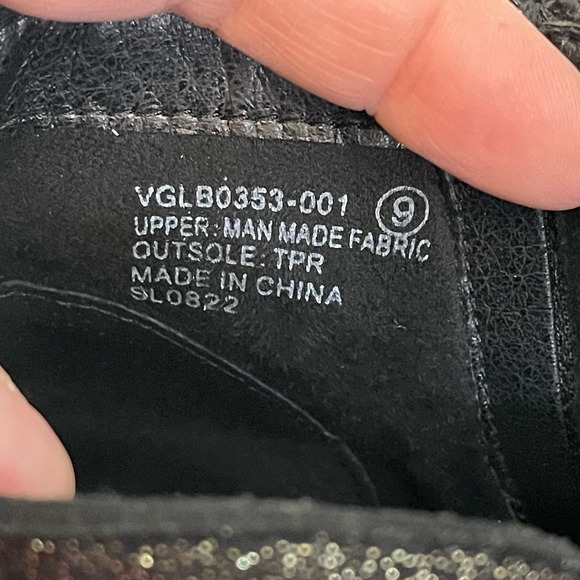 VGLB0353-001 9
UPPER: MAN MADE FABRIC
OUTSOLE: TPR
MADE IN CHINA
SL0822